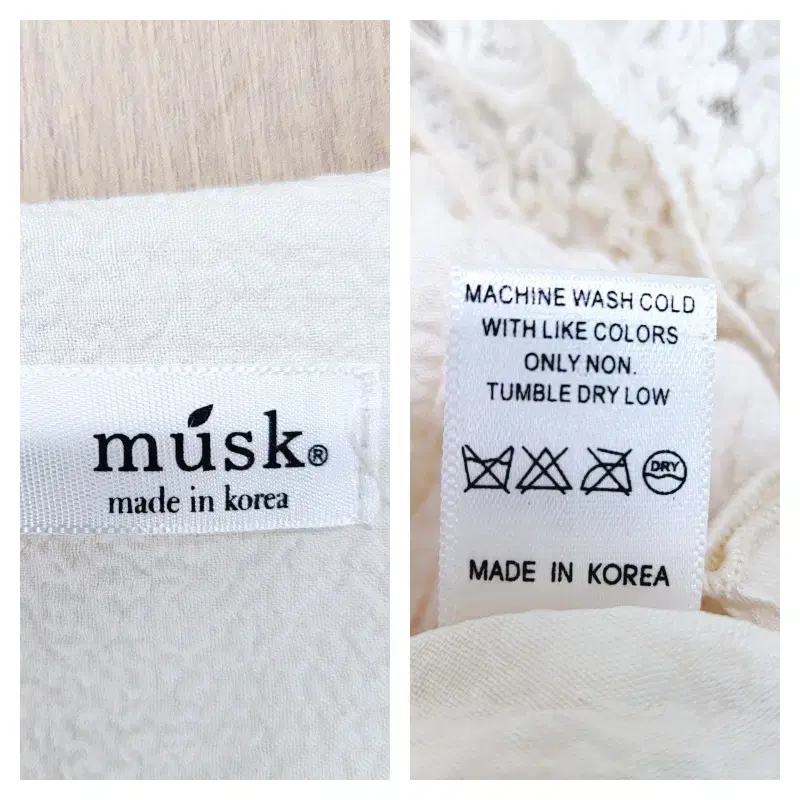 músk®
made in korea
MACHINE WASH COLD
WITH LIKE COLORS
ONLY NON.
TUMBLE DRY LOW
DRY
MADE IN KOREA